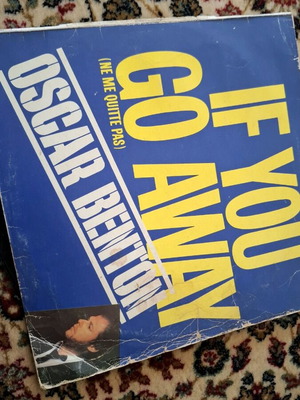 IF YOU
GO AWAY
(NE ME QUITTE PAS)
OSCAR BENTON